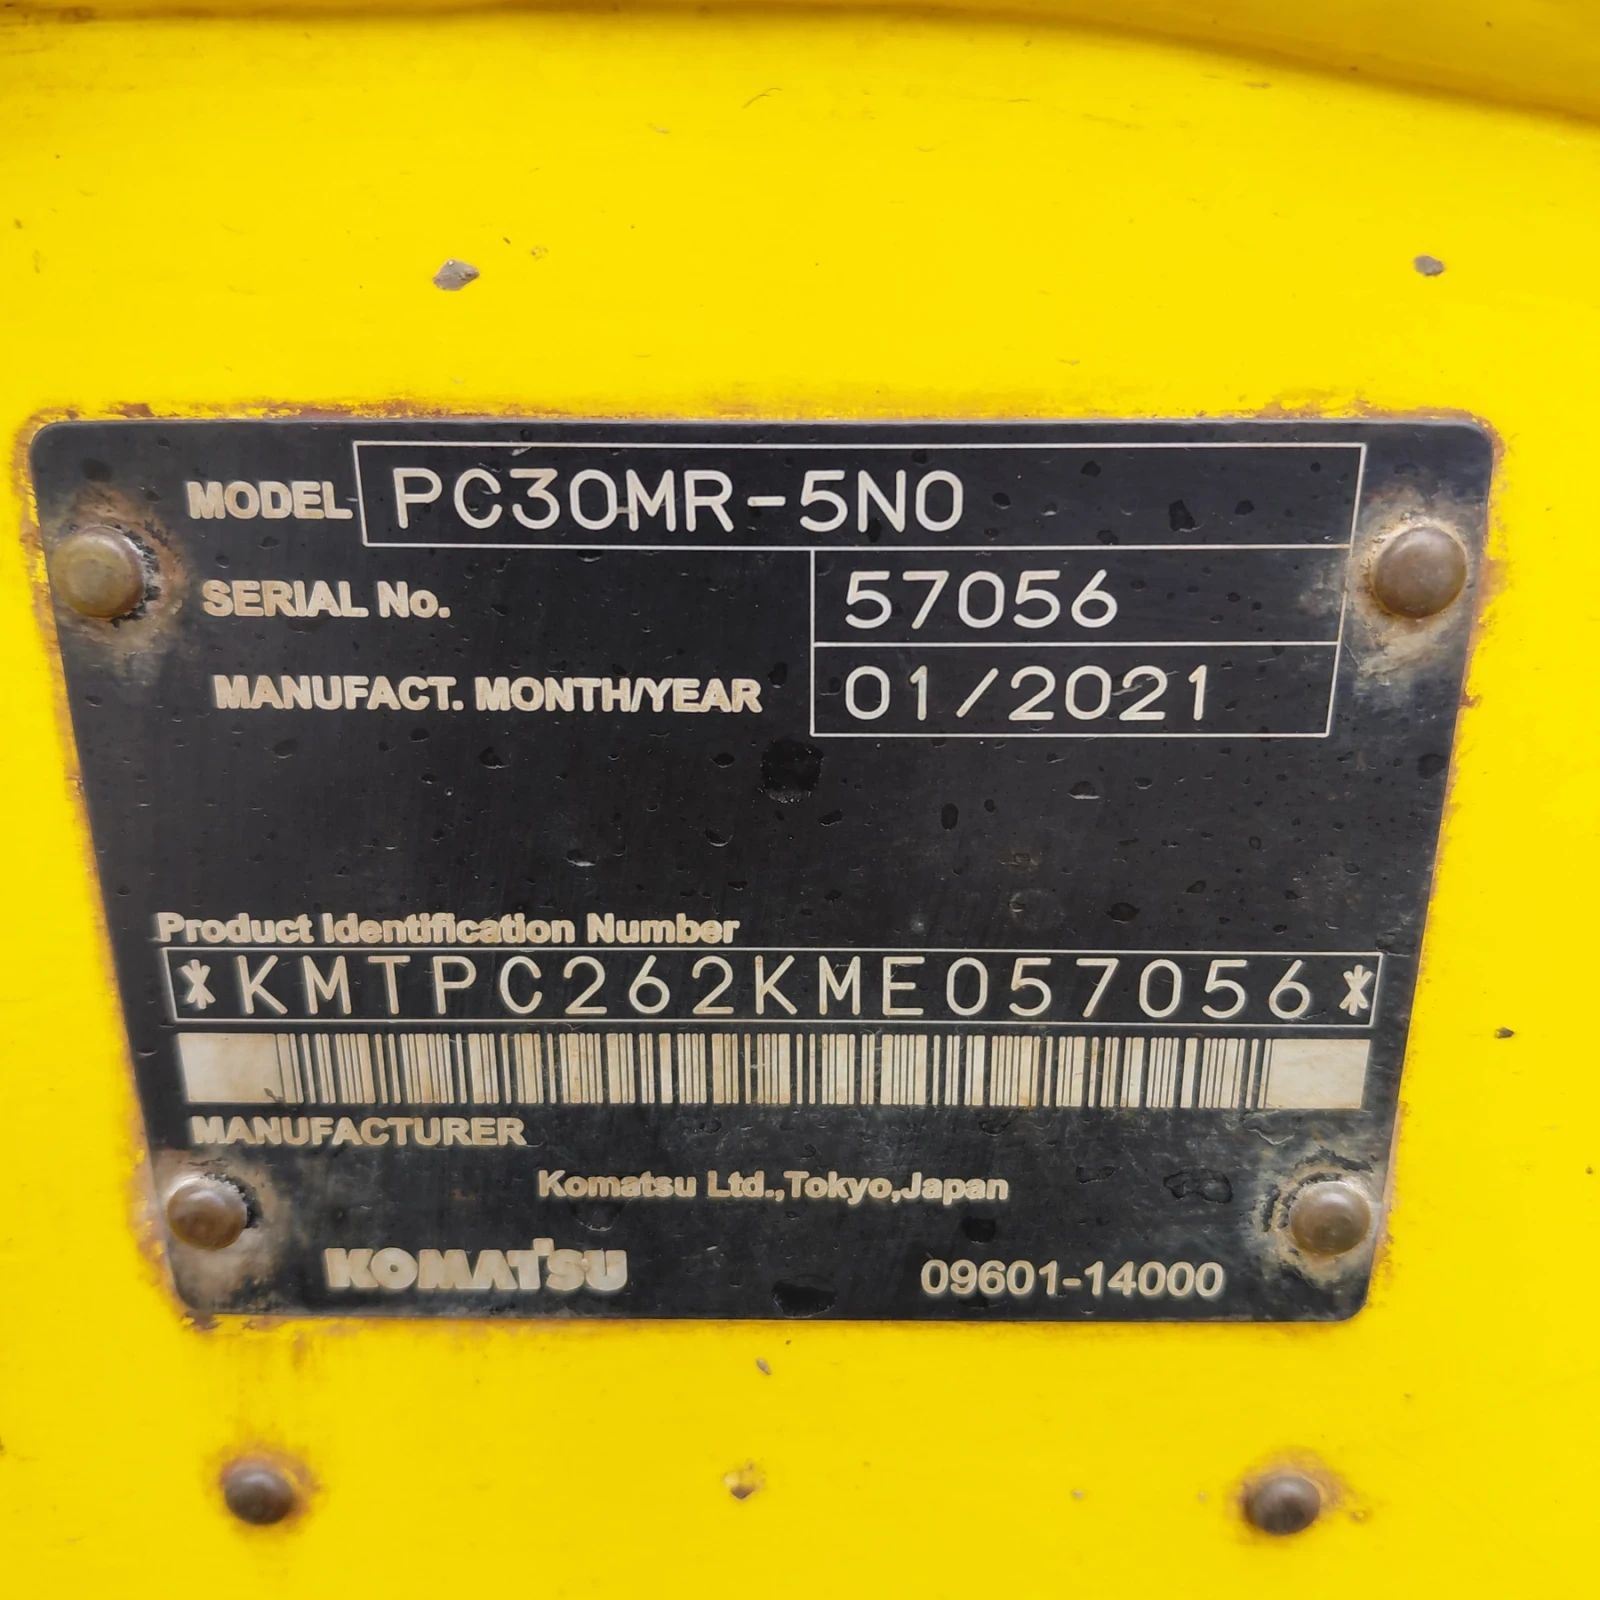 MODEL PC30MR-5N0
SERIAL No. 57056
MANUFACT. MONTH/YEAR 01/2021
Product Identification Number
*KMTPC262KME057056*
MANUFACTURER
Komatsu Ltd.,Tokyo,Japan
KOMATSU 09601-14000